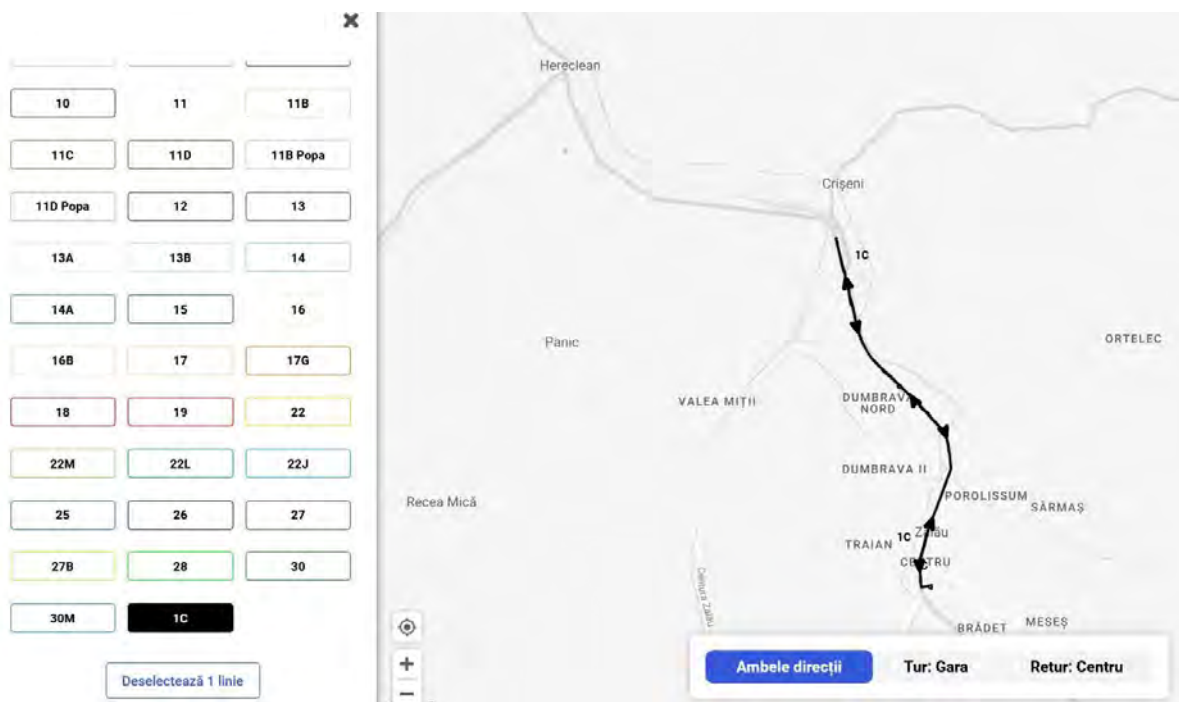 10 11 11B
11C 11D 11B Popa
11D Popa 12 13
13A 13B 14
14A 15 16
16B 17 17G
18 19 22
22M 22L 22J
25 26 27
27B 28 30
30M 1C
Deselectează 1 linie
Hereclean
Crișeni
1C
ORTELEC
Panic
VALEA MIȚII
DUMBRAVA
NORD
DUMBRAVA II
POROLISSUM
SĂRMAȘ
Recea Mică
1C Zalău
TRAIAN
CENTRU
Centura Zalău
BRĂDET
MESEȘ
Ambele direcții Tur: Gara Retur: Centru